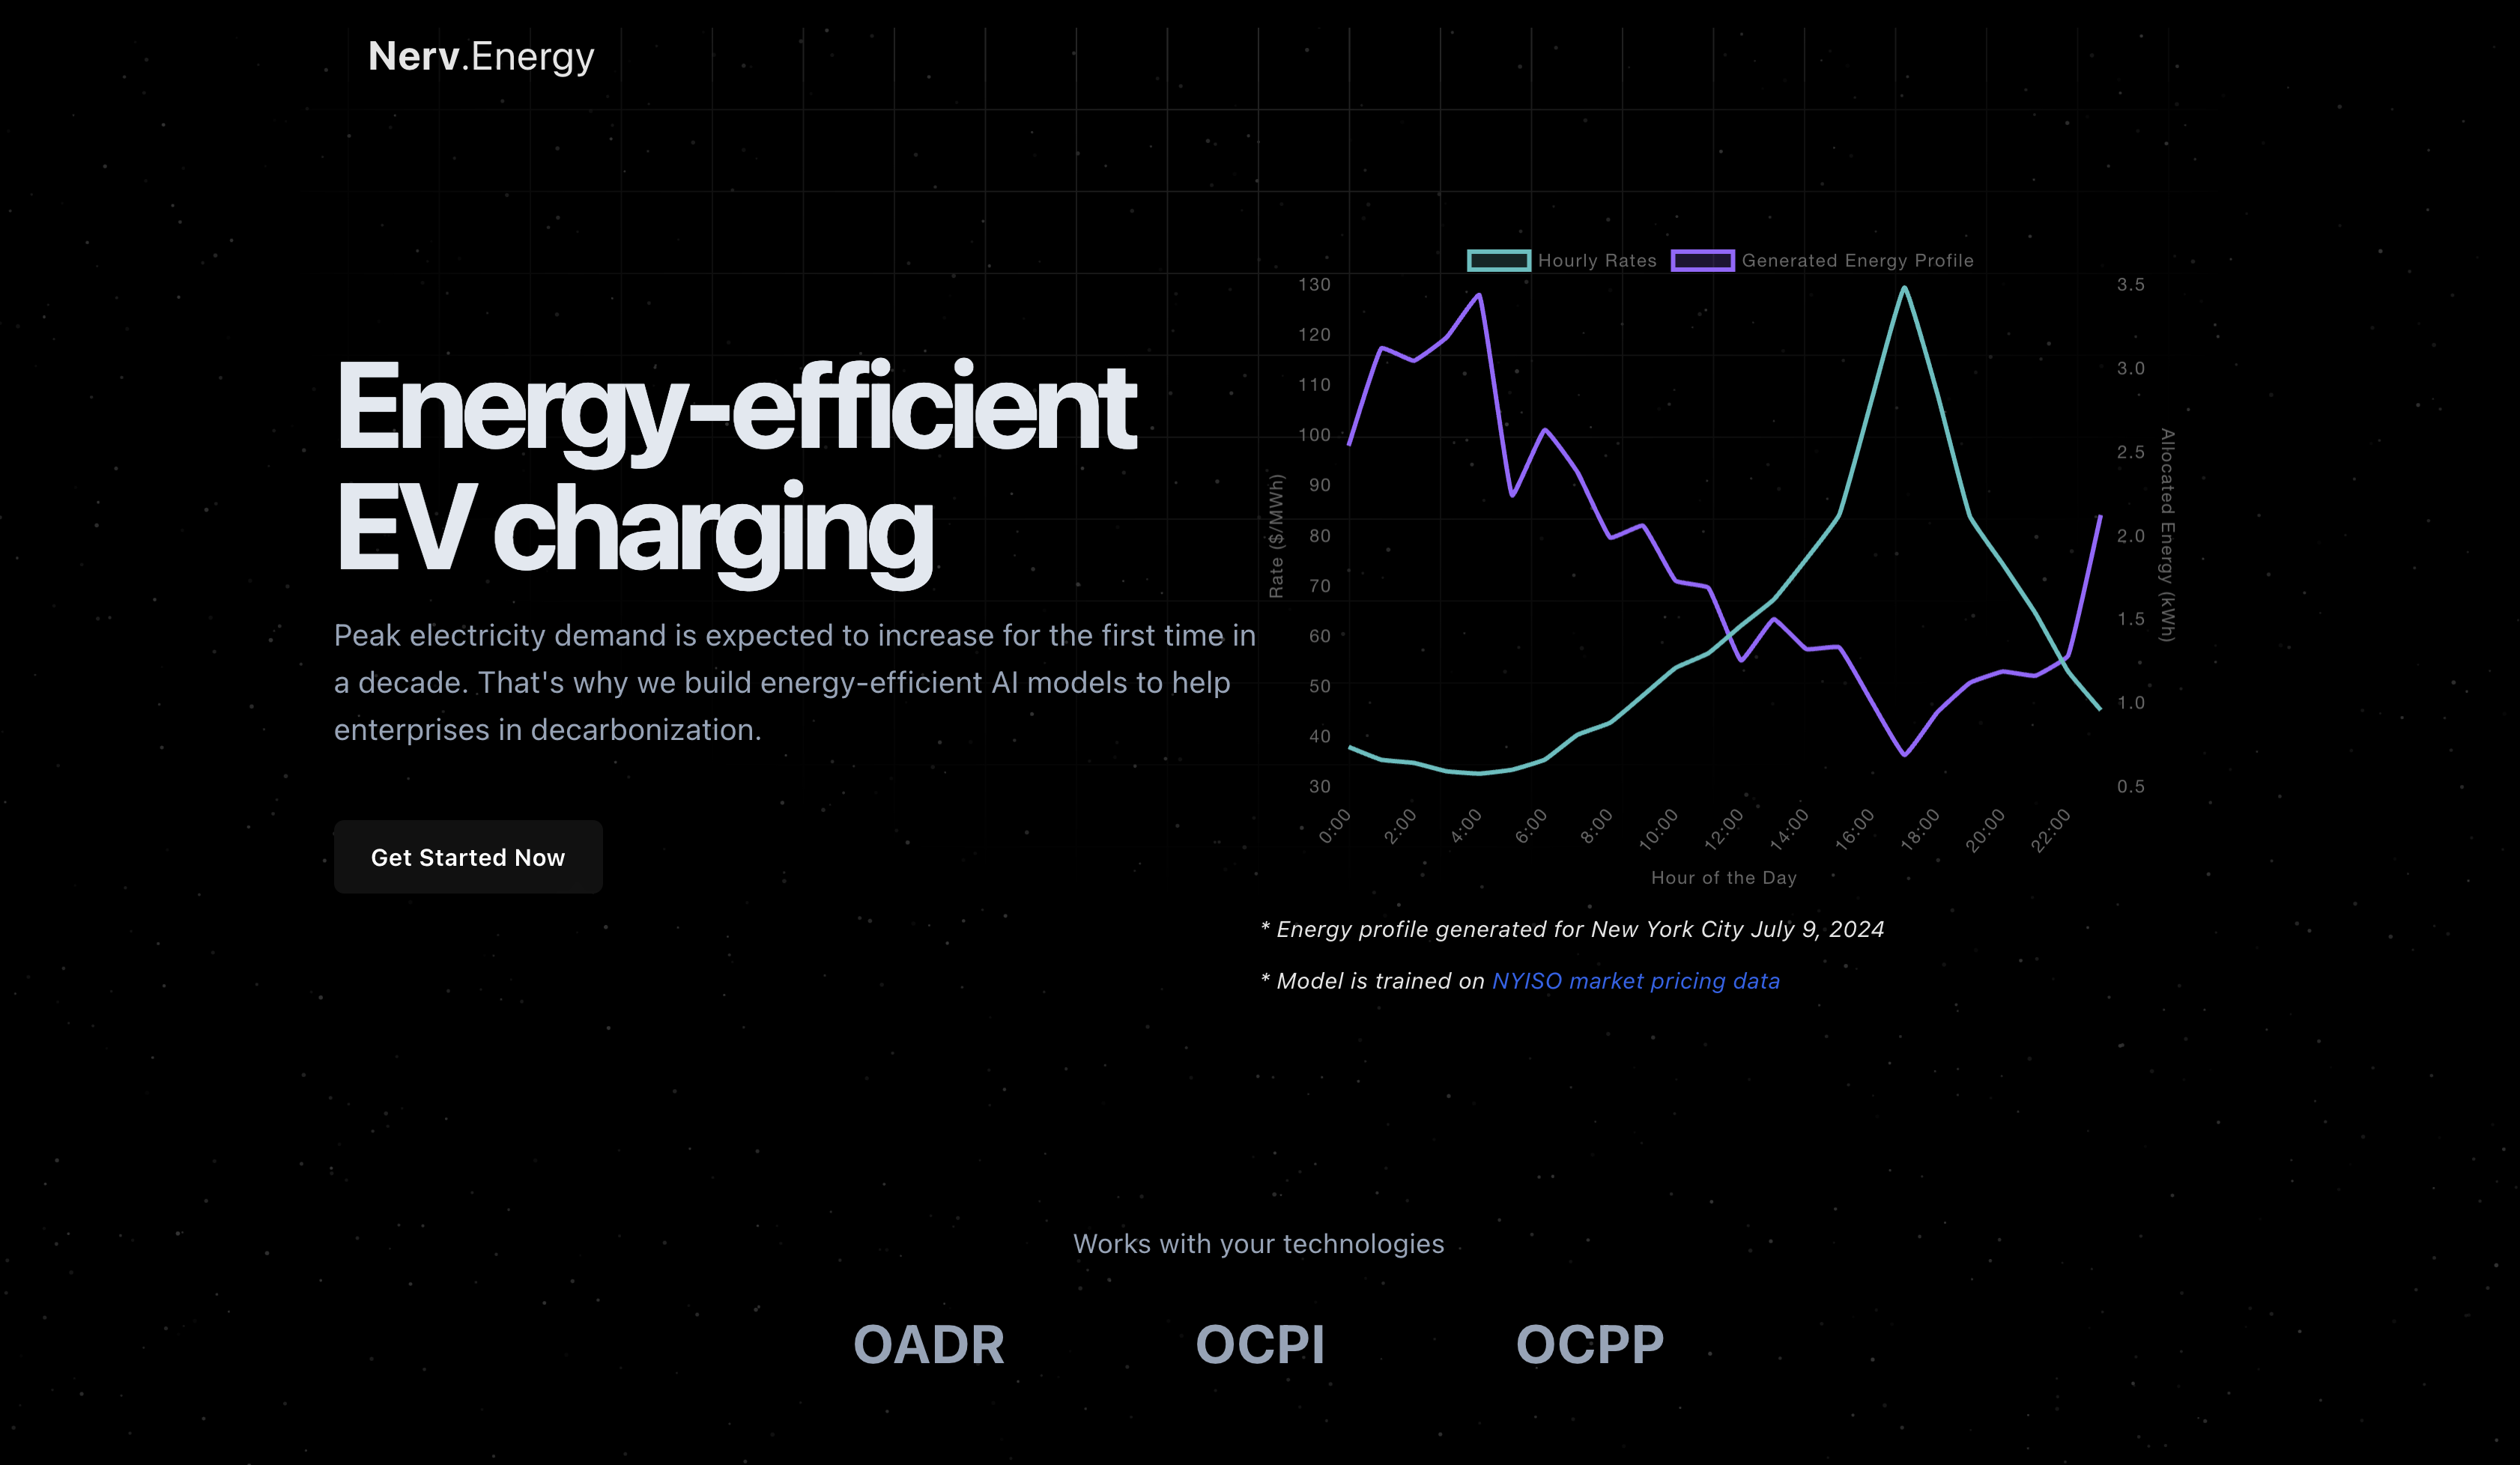 Nerv.Energy
Energy-efficient
EV charging
Peak electricity demand is expected to increase for the first time in
a decade. That's why we build energy-efficient AI models to help
enterprises in decarbonization.
Get Started Now
Hourly Rates
Generated Energy Profile
Rate ($/MWh)
130
120
110
100
90
80
70
60
50
40
30
3.5
3.0
2.5
2.0
1.5
1.0
0.5
Allocated Energy (kWh)
0:00
2:00
4:00
6:00
8:00
10:00
12:00
14:00
16:00
18:00
20:00
22:00
Hour of the Day
* Energy profile generated for New York City July 9, 2024
* Model is trained on NYISO market pricing data
Works with your technologies
OADR
OCPI
OCPP